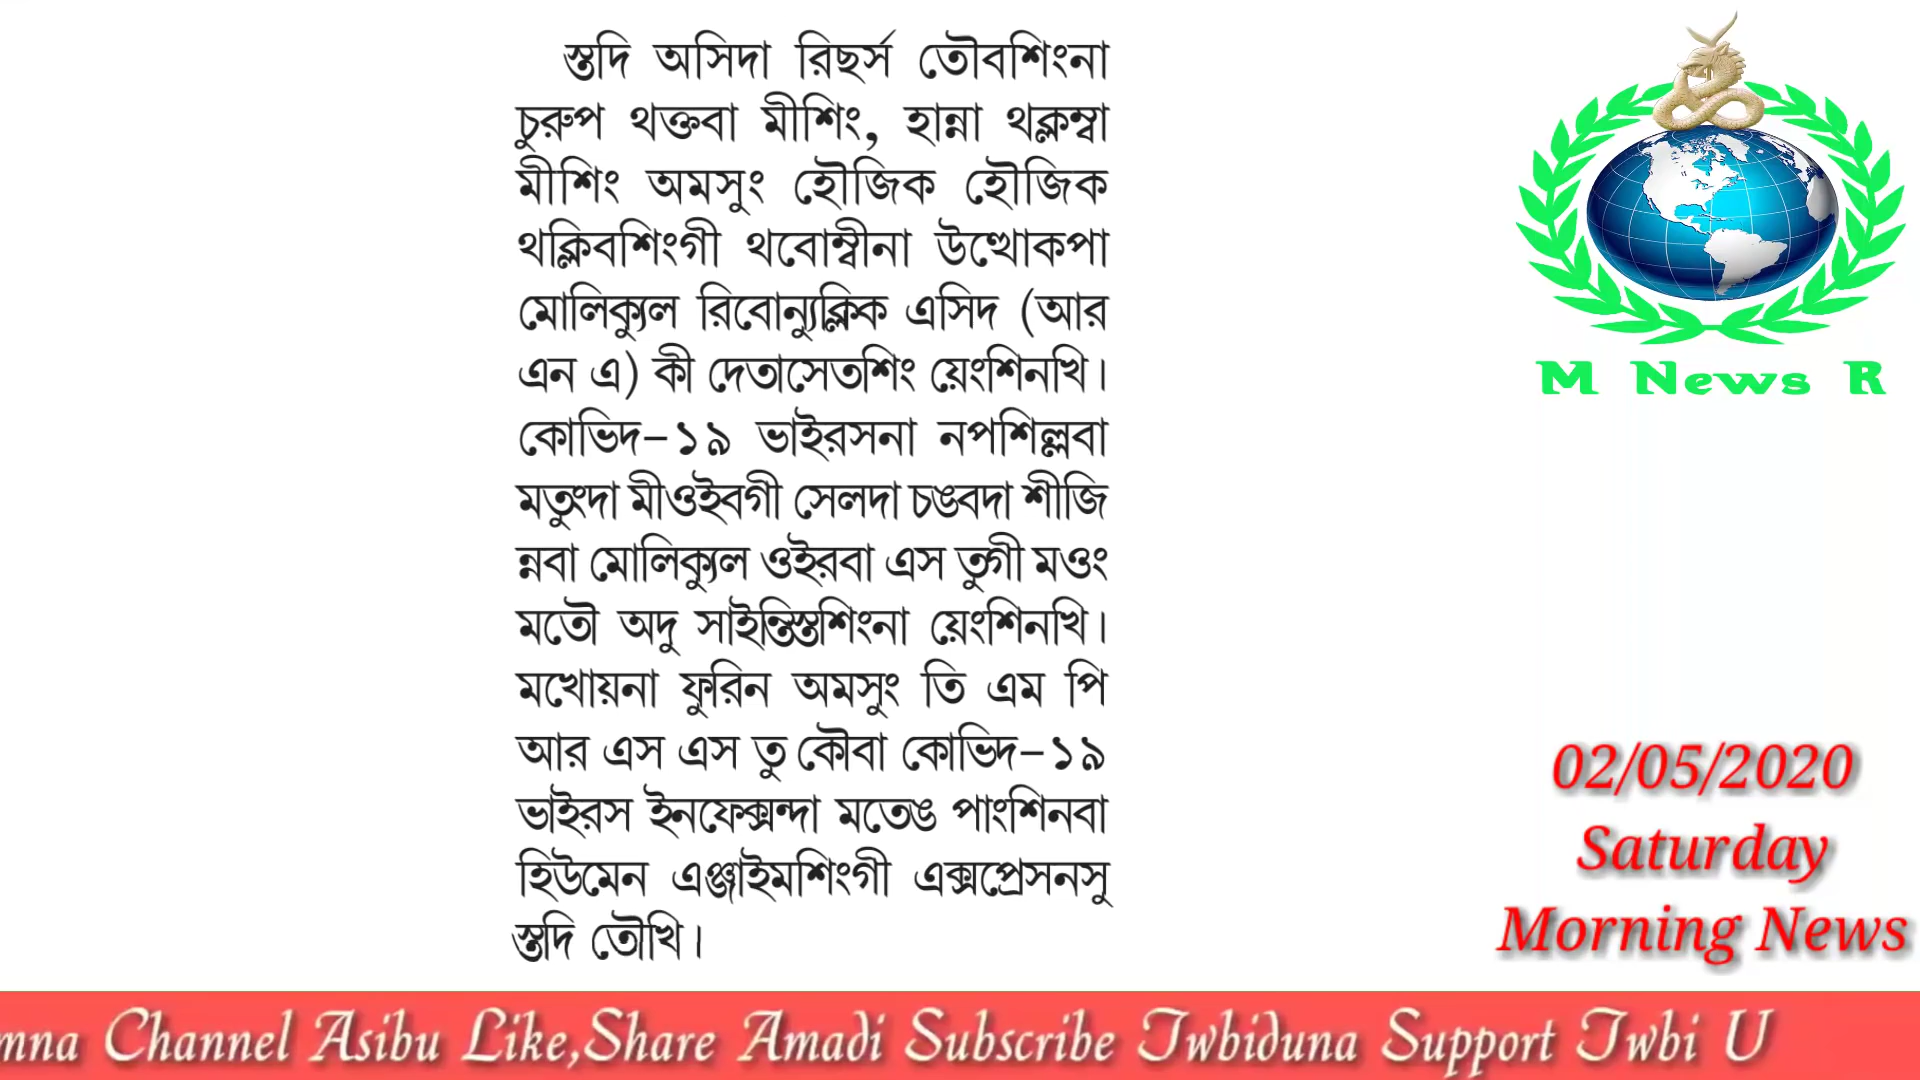 স্তদি অসিদা রিছর্স তৌবশিংনা
চুরুপ থক্তবা মীশিং, হান্না থক্লম্বা
মীশিং অমসুং হৌজিক হৌজিক
থক্লিবশিংগী থবোম্বীনা উত্থোকপা
মোলিক্যুল রিবোন্যুক্লিক এসিদ (আর
এন এ) কী দেতাসেতশিং য়েংশিনখি।
কোভিদ–১৯ ভাইরসনা নপশিল্লবা
মতুংদা মীওইবগী সেলদা চঙবদা শীজি
ন্নবা মোলিক্যুল ওইরবা এস তুগী মওং
মতৌ অদু সাইন্তিস্তশিংনা য়েংশিনখি।
মখোয়না ফুরিন অমসুং তি এম পি
আর এস এস তু কৌবা কোভিদ–১৯
ভাইরস ইনফেক্সন্দা মতেঙ পাংশিনবা
হিউমেন এঞ্জাইমশিংগী এক্সপ্রেসনসু
স্তদি তৌখি।
M News R
02/05/2020
Saturday
Morning News
mna Channel Asibu Like,Share Amadi Subscribe Twbiduna Support Twbi U